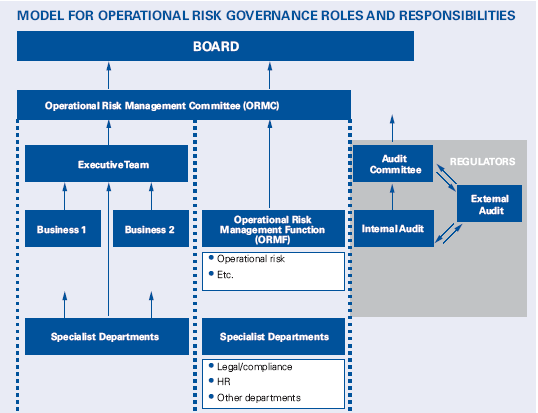 MODEL FOR OPERATIONAL RISK GOVERNANCE ROLES AND RESPONSIBILITIES
BOARD
Operational Risk Management Committee (ORMC)
Executive Team
Audit
Committee
REGULATORS
External
Audit
Business 1
Business 2
Operational Risk
Management Function
(ORMF)
Internal Audit
• Operational risk
• Etc.
Specialist Departments
Specialist Departments
• Legal/compliance
• HR
• Other departments